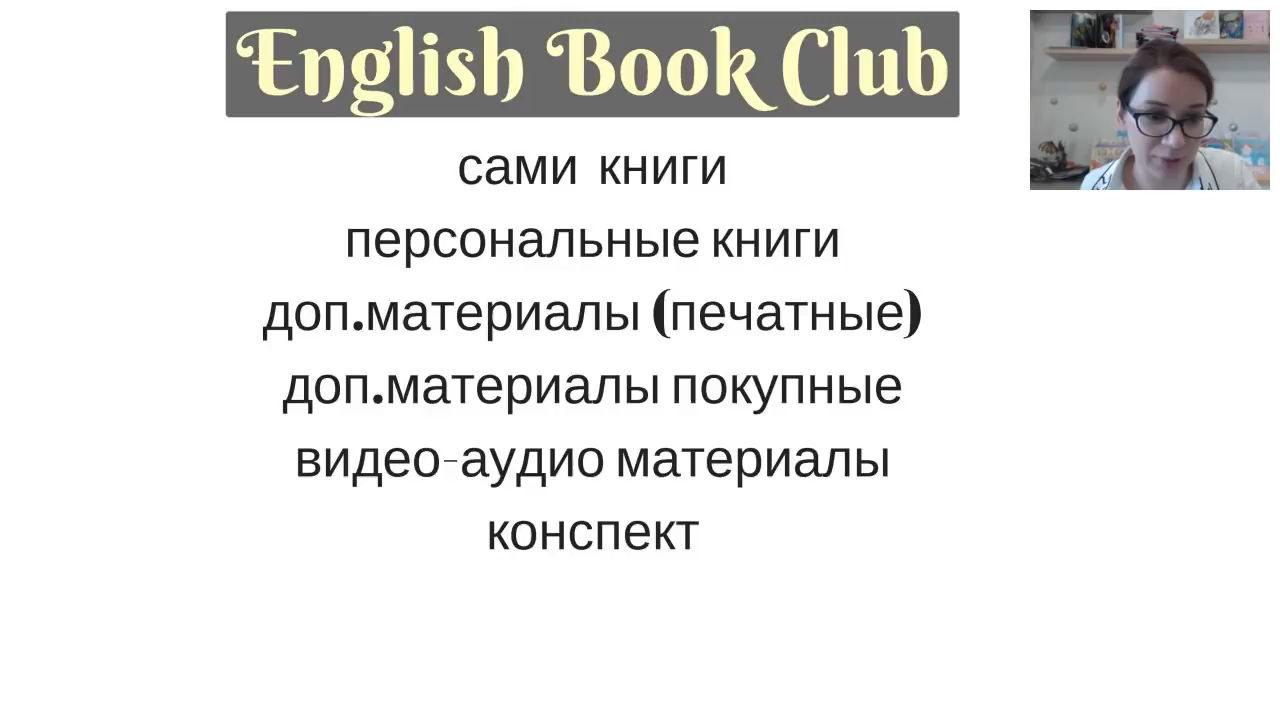 English Book Club
сами книги
персональные книги
доп.материалы (печатные)
доп.материалы покупные
видео-аудио материалы
конспект